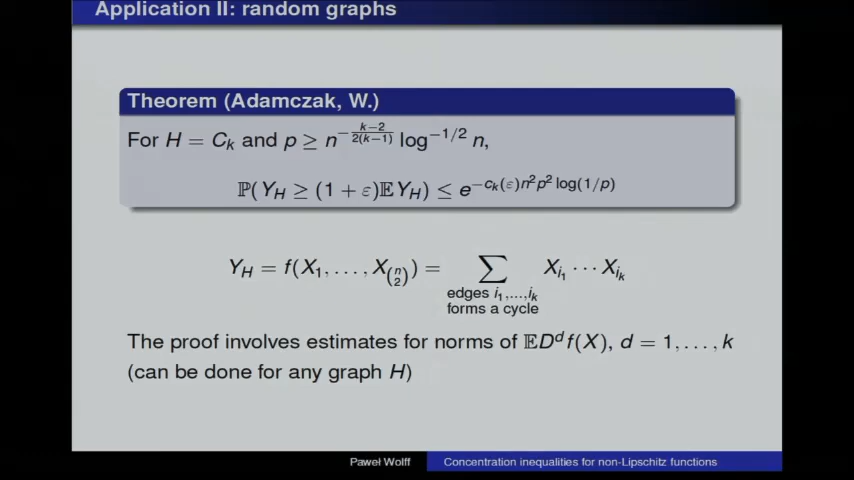 Application II: random graphs
Theorem (Adamczak, W.)
For H = C_k and p ≥ n^{-\frac{k-2}{2(k-1)}} log^{-1/2} n,
ℙ(Y_H ≥ (1 + ε)𝔼Y_H) ≤ e^{-c_k(ε)n^2p^2 log(1/p)}
Y_H = f(X_1, . . . , X_{\binom{n}{2}}) = ∑_{edges i_1,...,i_k forms a cycle} X_{i_1} ⋯ X_{i_k}
The proof involves estimates for norms of 𝔼D^d f(X), d = 1, . . . , k
(can be done for any graph H)
Paweł Wolff Concentration inequalities for non-Lipschitz functions